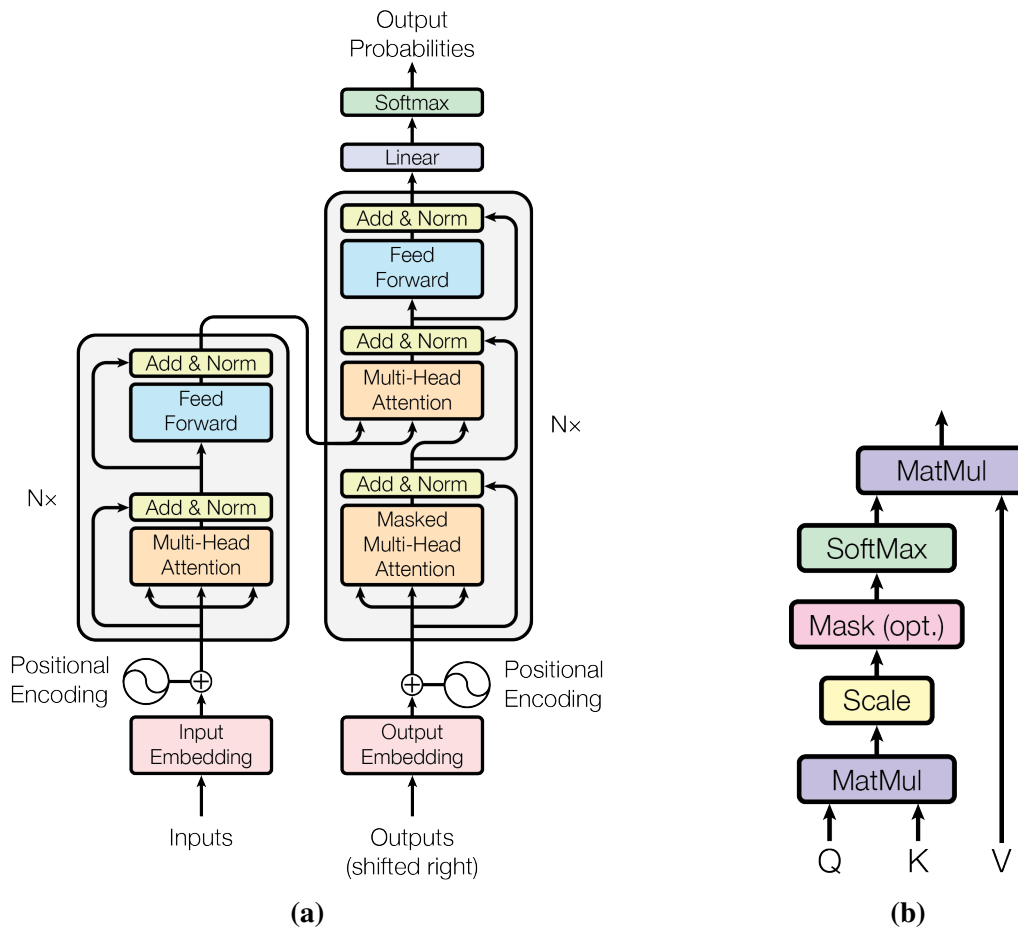 Output
Probabilities
Softmax
Linear
Add & Norm
Feed
Forward
Add & Norm
Multi-Head
Attention
Nx
Add & Norm
Masked
Multi-Head
Attention
Add & Norm
Feed
Forward
Nx
Add & Norm
Multi-Head
Attention
Positional
Encoding
Positional
Encoding
Input
Embedding
Output
Embedding
Inputs
Outputs
(shifted right)
(a)
MatMul
SoftMax
Mask (opt.)
Scale
MatMul
Q K V
(b)